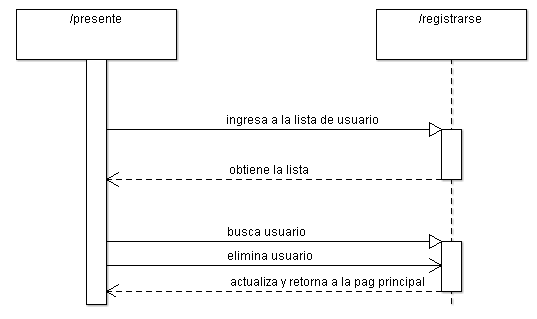 /presente
/registrarse
ingresa a la lista de usuario
obtiene la lista
busca usuario
elimina usuario
actualiza y retorna a la pag principal